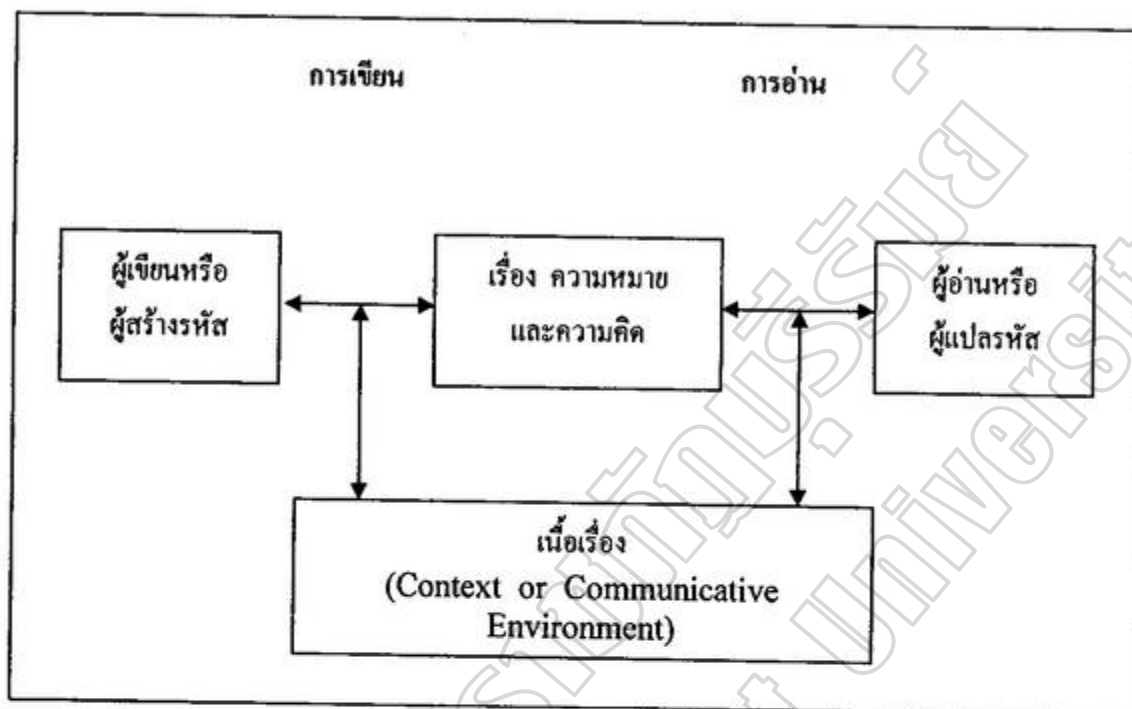 การเขียน
การอ่าน
ผู้เขียนหรือ
ผู้สร้างรหัส
เรื่อง ความหมาย
และความคิด
ผู้อ่านหรือ
ผู้แปลรหัส
เนื้อเรื่อง
(Context or Communicative
Environment)